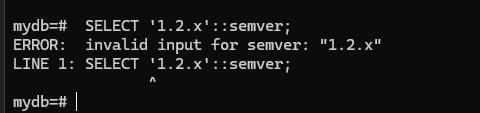 mydb=#  SELECT '1.2.x'::semver;
ERROR:  invalid input for semver: "1.2.x"
LINE 1: SELECT '1.2.x'::semver;
               ^
mydb=#